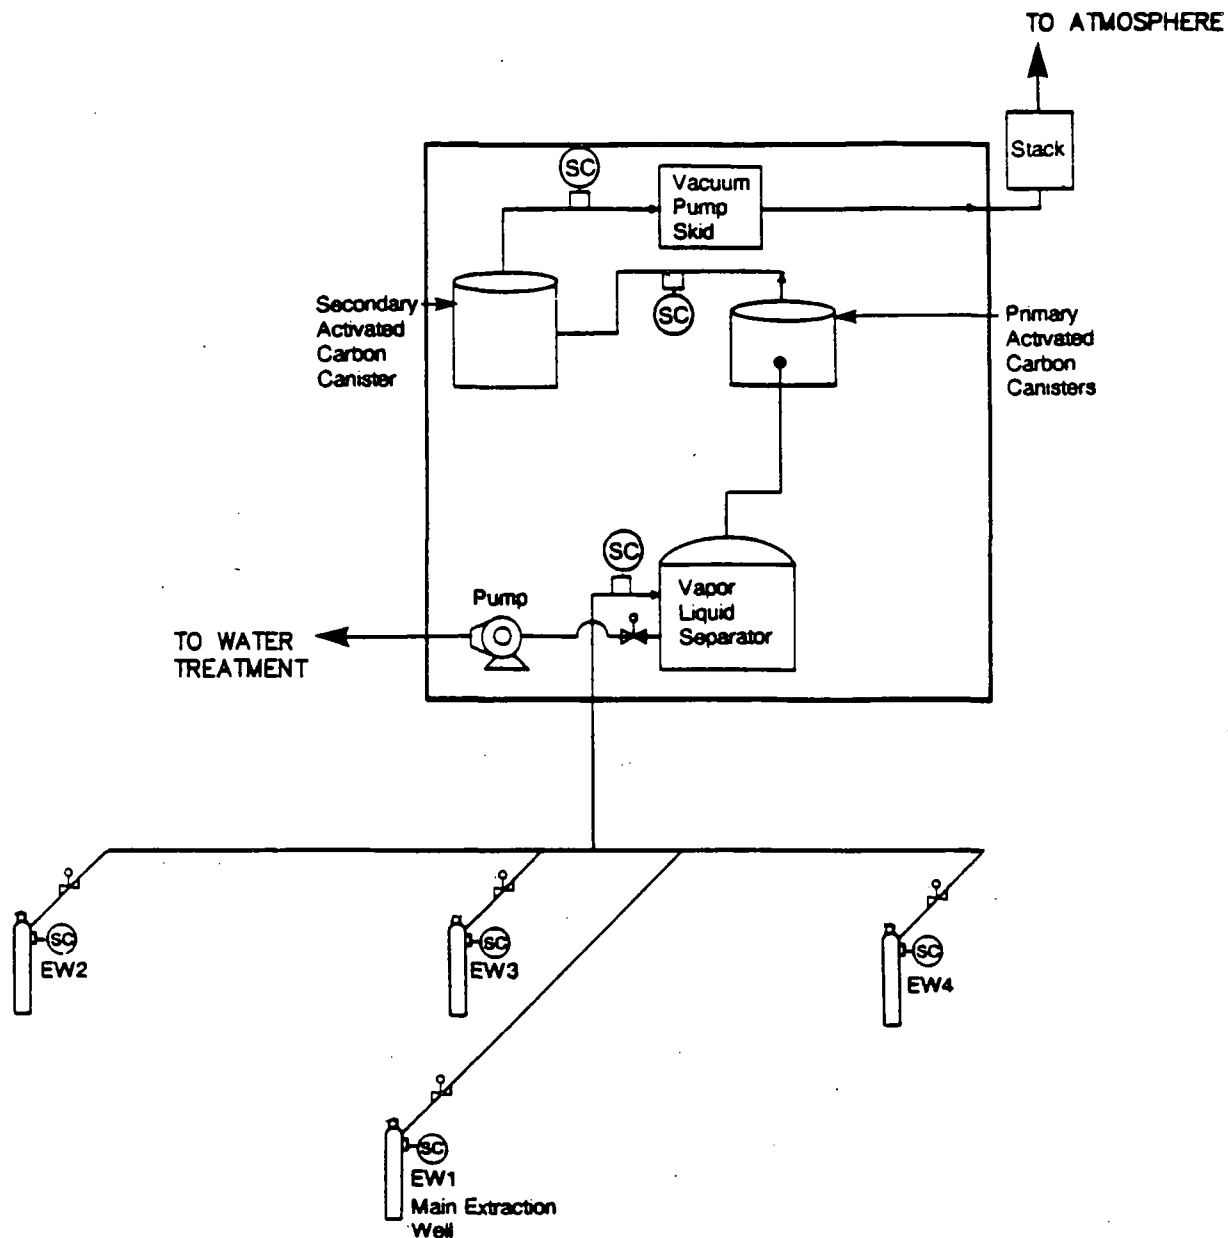 TO ATMOSPHERE
Stack
SC
Vacuum
Pump
Skid
Secondary
Activated
Carbon
Canister
SC
Primary
Activated
Carbon
Canisters
SC
Pump
Vapor
Liquid
Separator
TO WATER
TREATMENT
SC
EW2
SC
EW3
SC
EW4
SC
EW1
Main Extraction
Well